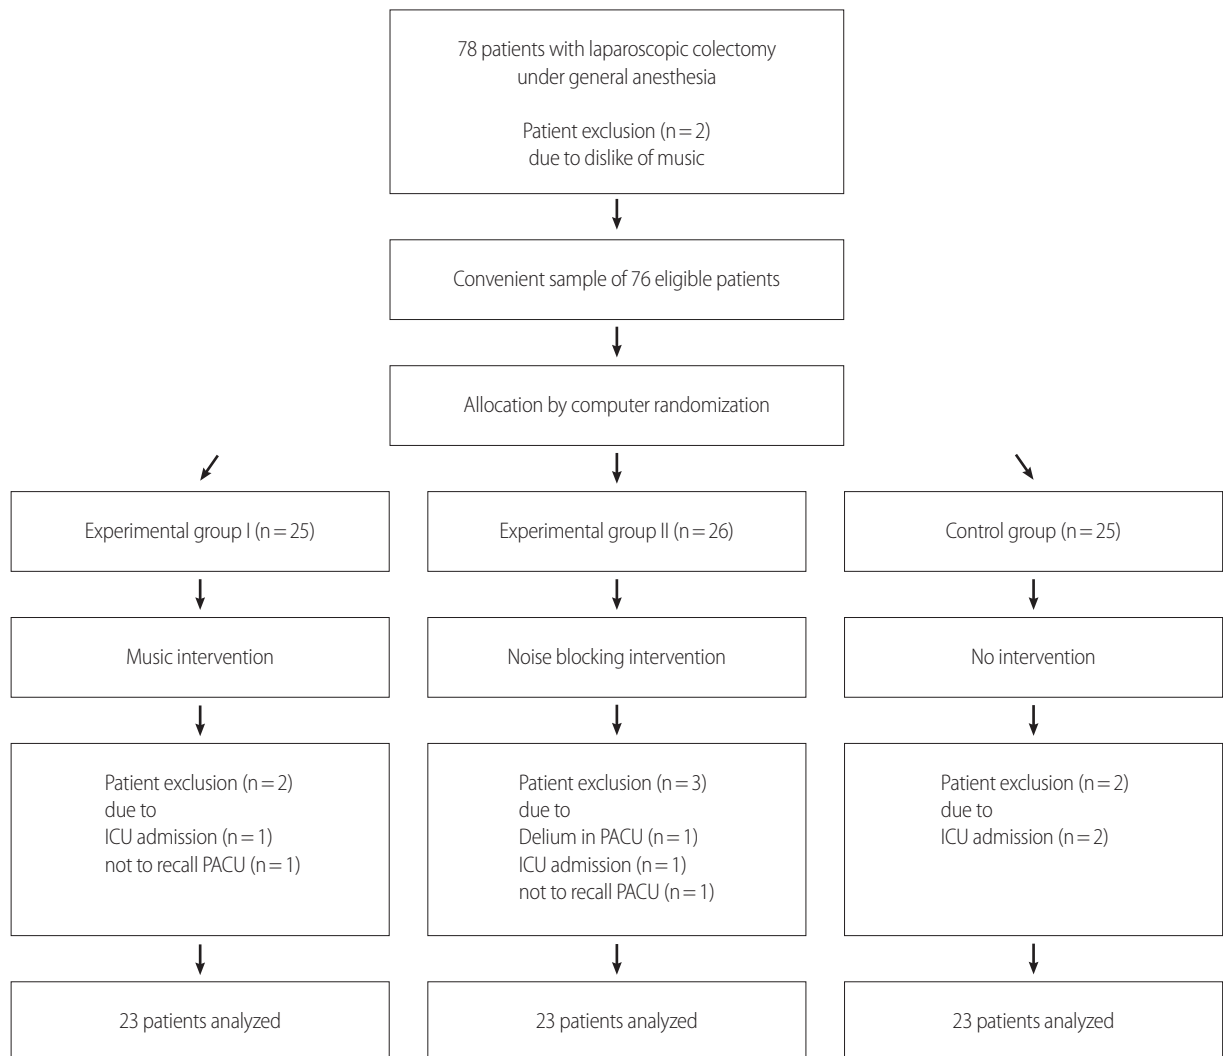 78 patients with laparoscopic colectomy
under general anesthesia
Patient exclusion (n=2)
due to dislike of music
Convenient sample of 76 eligible patients
Allocation by computer randomization
Experimental group I (n=25)
Experimental group II (n=26)
Control group (n=25)
Music intervention
Noise blocking intervention
No intervention
Patient exclusion (n=2)
due to
ICU admission (n=1)
not to recall PACU (n=1)
Patient exclusion (n=3)
due to
Delium in PACU (n=1)
ICU admission (n=1)
not to recall PACU (n=1)
Patient exclusion (n=2)
due to
ICU admission (n=2)
23 patients analyzed
23 patients analyzed
23 patients analyzed